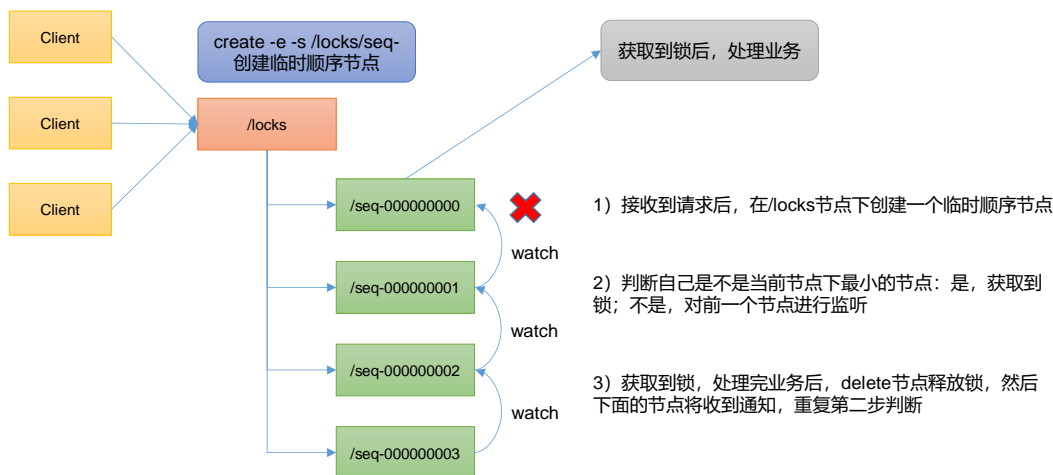 Client
create -e -s /locks/seq-
创建临时顺序节点
获取到锁后，处理业务
Client
/locks
Client
/seq-000000000
1）接收到请求后，在/locks节点下创建一个临时顺序节点
watch
/seq-000000001
2）判断自己是不是当前节点下最小的节点：是，获取到
锁；不是，对前一个节点进行监听
watch
/seq-000000002
3）获取到锁，处理完业务后，delete节点释放锁，然后
下面的节点将收到通知，重复第二步判断
watch
/seq-000000003